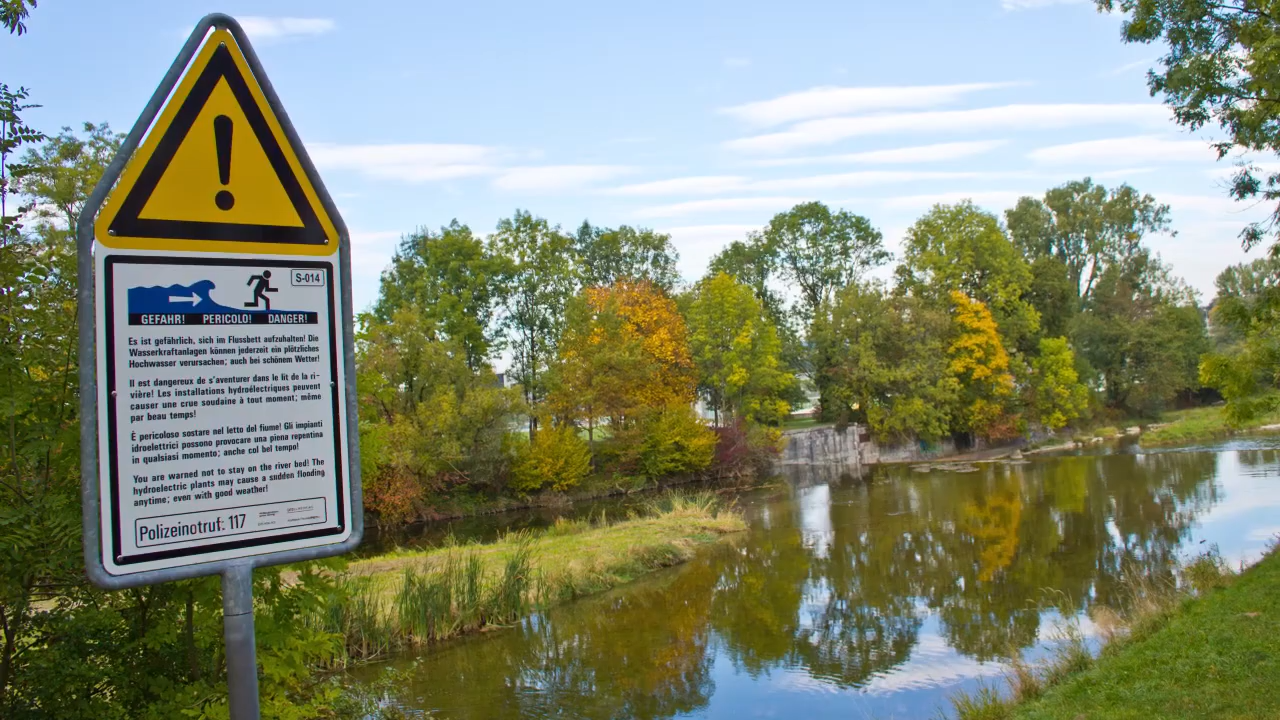 S-014
GEFAHR! PERICOLO! DANGER!
Es ist gefährlich, sich im Flussbett aufzuhalten! Die
Wasserkraftanlagen können jederzeit ein plötzliches
Hochwasser verursachen; auch bei schönem Wetter!
Il est dangereux de s'aventurer dans le lit de la ri-
vière! Les installations hydroélectriques peuvent
causer une crue soudaine à tout moment; même
par beau temps!
È pericoloso sostare nel letto del fiume! Gli impianti
idroelettrici possono provocare una piena repentina
in qualsiasi momento; anche col bel tempo!
You are warned not to stay on the river bed! The
hydroelectric plants may cause a sudden flooding
anytime; even with good weather!
Polizeinotruf: 117